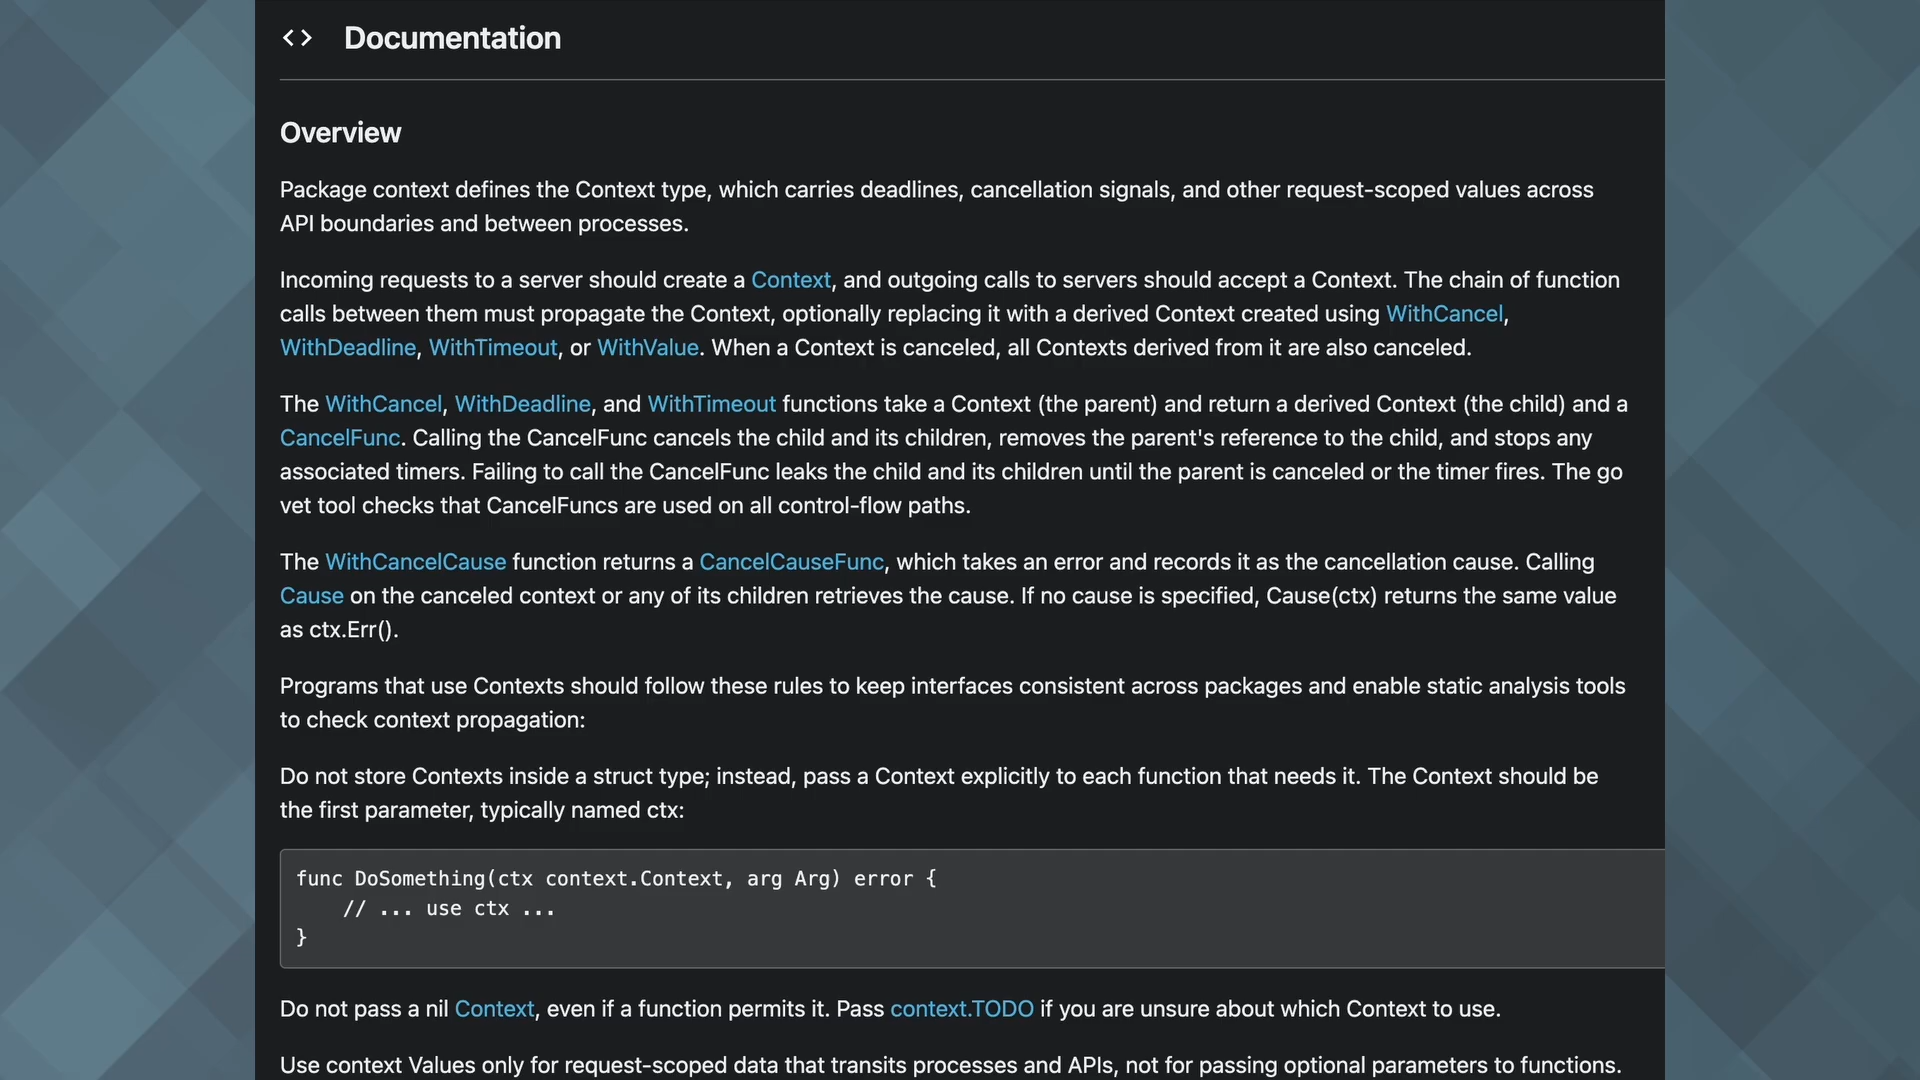 <> Documentation
Overview
Package context defines the Context type, which carries deadlines, cancellation signals, and other request-scoped values across
API boundaries and between processes.
Incoming requests to a server should create a Context, and outgoing calls to servers should accept a Context. The chain of function
calls between them must propagate the Context, optionally replacing it with a derived Context created using WithCancel,
WithDeadline, WithTimeout, or WithValue. When a Context is canceled, all Contexts derived from it are also canceled.
The WithCancel, WithDeadline, and WithTimeout functions take a Context (the parent) and return a derived Context (the child) and a
CancelFunc. Calling the CancelFunc cancels the child and its children, removes the parent's reference to the child, and stops any
associated timers. Failing to call the CancelFunc leaks the child and its children until the parent is canceled or the timer fires. The go
vet tool checks that CancelFuncs are used on all control-flow paths.
The WithCancelCause function returns a CancelCauseFunc, which takes an error and records it as the cancellation cause. Calling
Cause on the canceled context or any of its children retrieves the cause. If no cause is specified, Cause(ctx) returns the same value
as ctx.Err().
Programs that use Contexts should follow these rules to keep interfaces consistent across packages and enable static analysis tools
to check context propagation:
Do not store Contexts inside a struct type; instead, pass a Context explicitly to each function that needs it. The Context should be
the first parameter, typically named ctx:
func DoSomething(ctx context.Context, arg Arg) error {
    // ... use ctx ...
}
Do not pass a nil Context, even if a function permits it. Pass context.TODO if you are unsure about which Context to use.
Use context Values only for request-scoped data that transits processes and APIs, not for passing optional parameters to functions.